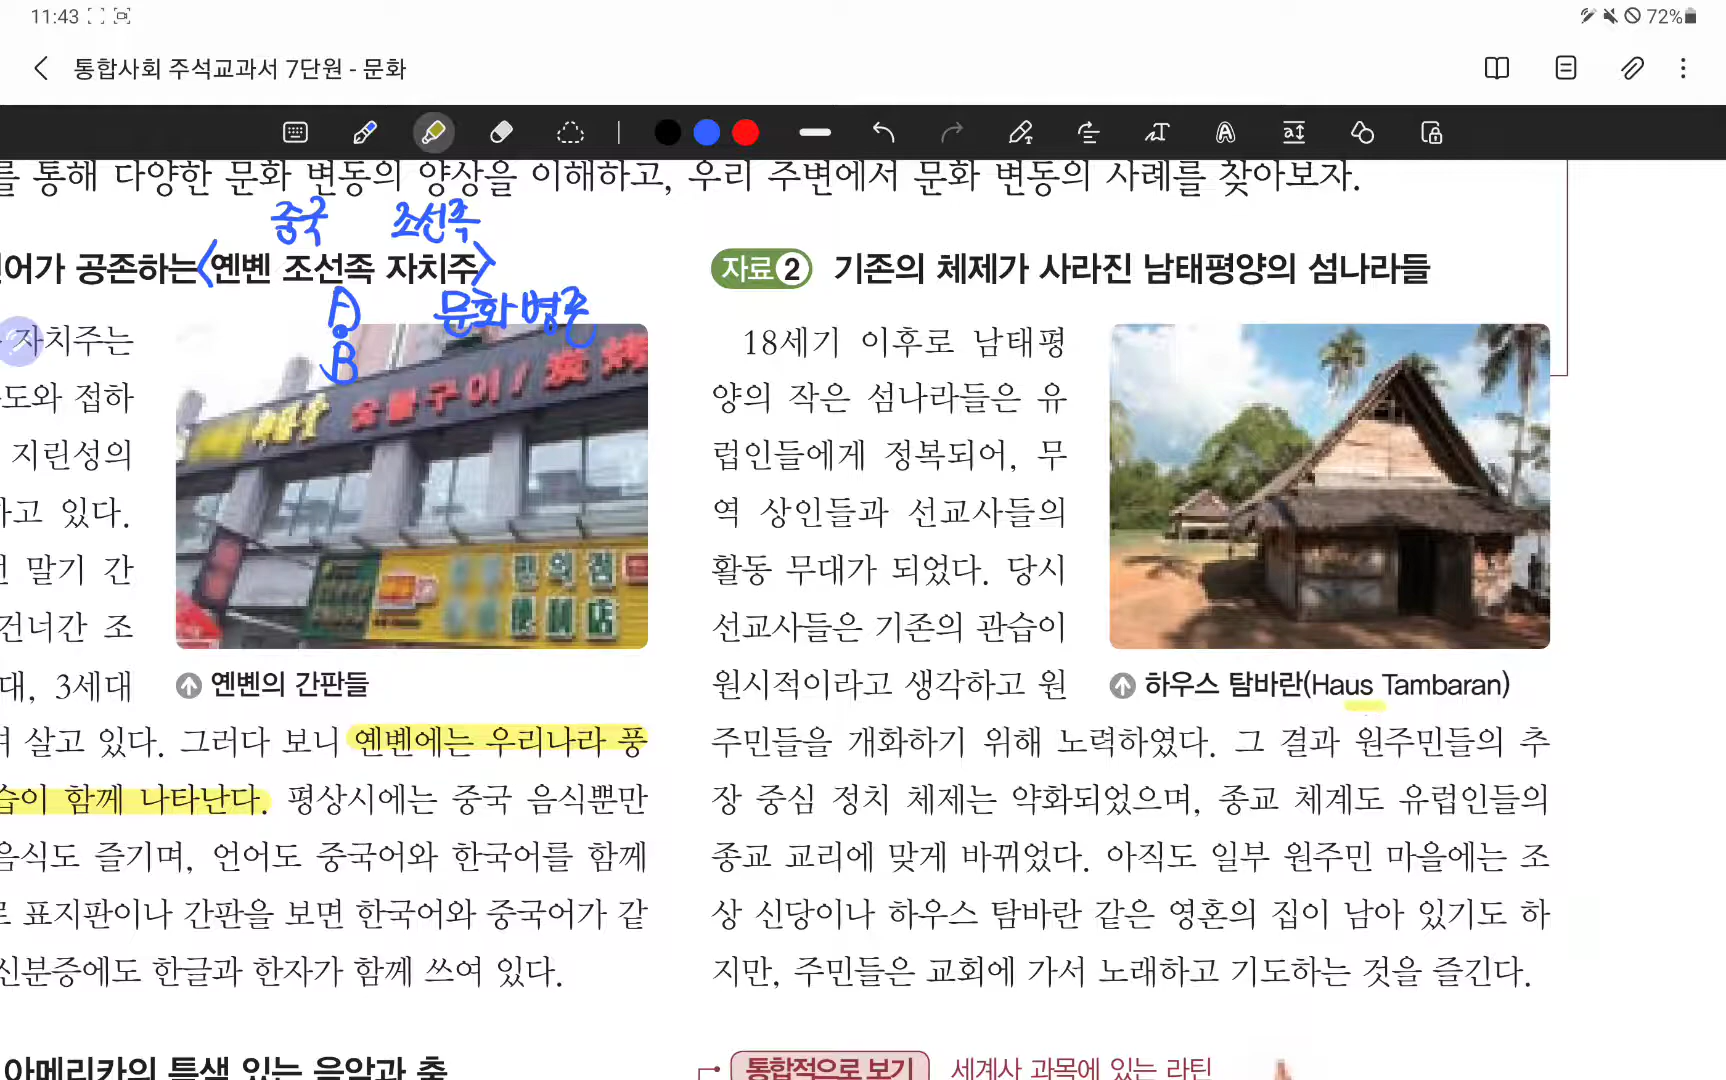 11:43
72%
통합사회 주석교과서 7단원 - 문화
를 통해 다양한 문화 변동의 양상을 이해하고, 우리 주변에서 문화 변동의 사례를 찾아보자.
중국 조선족
어가 공존하는 <옌볜 조선족 자치주>
A
B
문화병존
자치주는
도와 접하
지린성의
하고 있다.
말기 간
건너간 조
대, 3세대
옌볜의 간판들
살고 있다. 그러다 보니 옌볜에는 우리나라 풍
습이 함께 나타난다. 평상시에는 중국 음식뿐만
음식도 즐기며, 언어도 중국어와 한국어를 함께
표지판이나 간판을 보면 한국어와 중국어가 같
신분증에도 한글과 한자가 함께 쓰여 있다.
자료 2 기존의 체제가 사라진 남태평양의 섬나라들
18세기 이후로 남태평
양의 작은 섬나라들은 유
럽인들에게 정복되어, 무
역 상인들과 선교사들의
활동 무대가 되었다. 당시
선교사들은 기존의 관습이
원시적이라고 생각하고 원
하우스 탐바란(Haus Tambaran)
주민들을 개화하기 위해 노력하였다. 그 결과 원주민들의 추
장 중심 정치 체제는 약화되었으며, 종교 체계도 유럽인들의
종교 교리에 맞게 바뀌었다. 아직도 일부 원주민 마을에는 조
상 신당이나 하우스 탐바란 같은 영혼의 집이 남아 있기도 하
지만, 주민들은 교회에 가서 노래하고 기도하는 것을 즐긴다.
아메리카의 특색 있는 음악과 춤
통합적으로 보기 세계사 과목에 있는 라틴